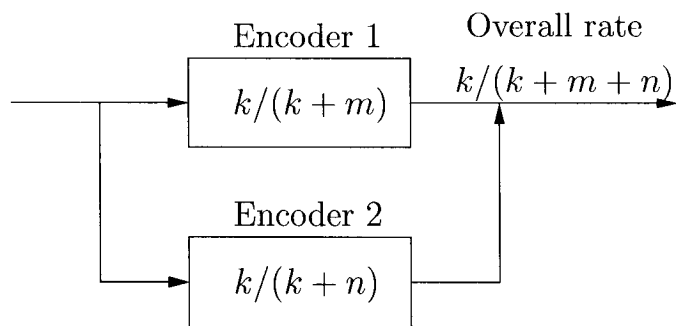 Encoder 1
k/(k + m)
Overall rate
k/(k + m + n)
Encoder 2
k/(k + n)